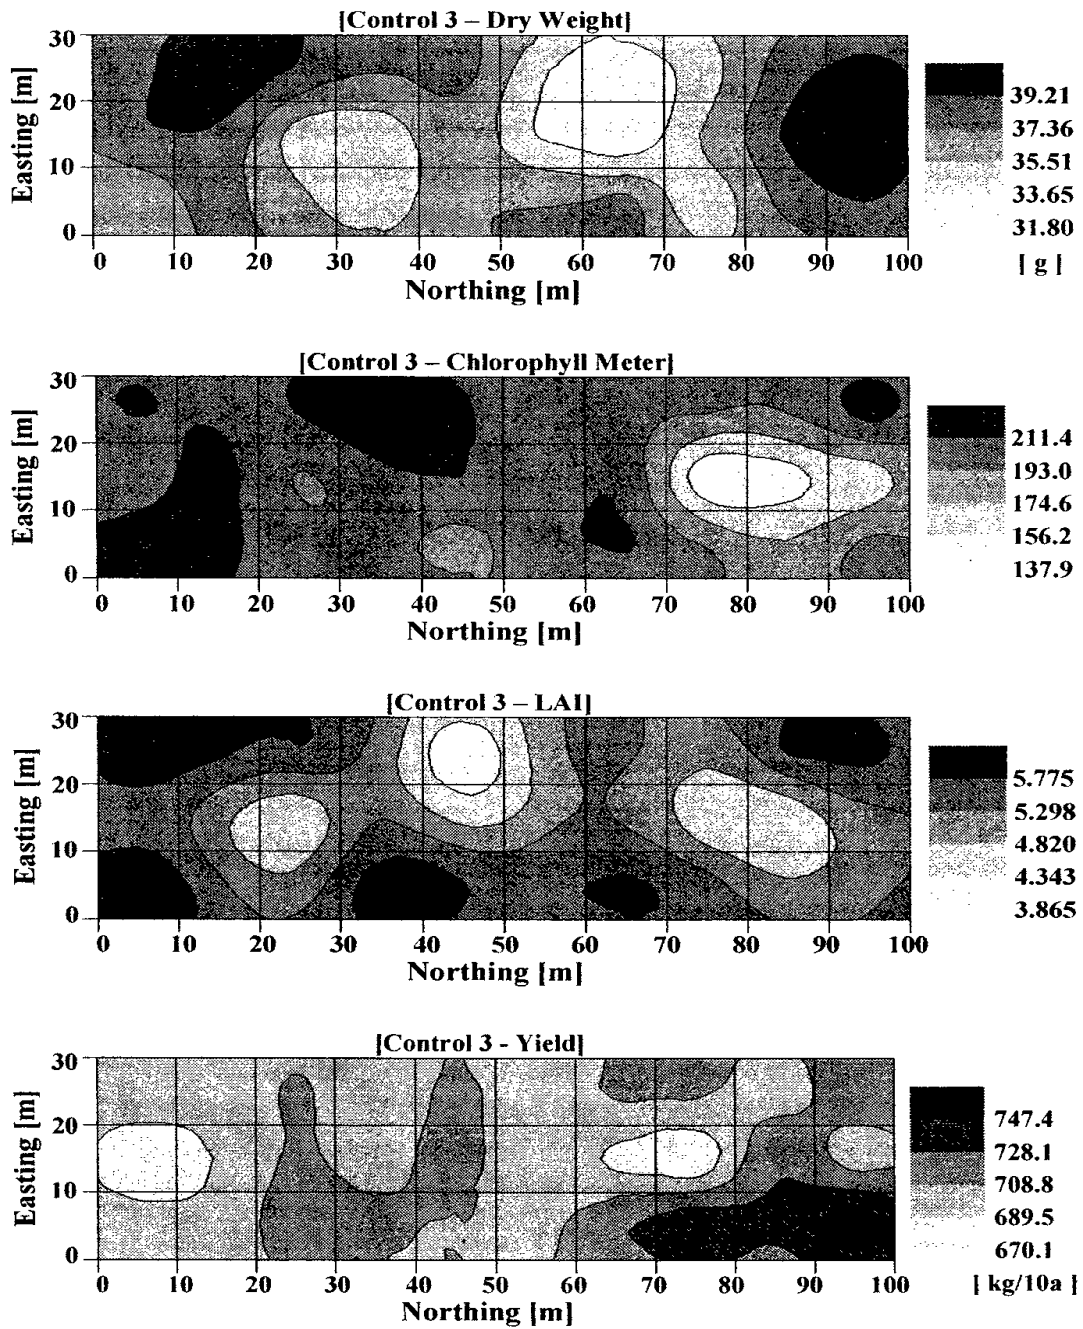 [Control 3 – Dry Weight]
30
20
10
0
Easting [m]
0 10 20 30 40 50 60 70 80 90 100
Northing [m]
39.21
37.36
35.51
33.65
31.80
[ g ]
[Control 3 – Chlorophyll Meter]
30
20
10
0
Easting [m]
0 10 20 30 40 50 60 70 80 90 100
Northing [m]
211.4
193.0
174.6
156.2
137.9
[Control 3 – LAI]
30
20
10
0
Easting [m]
0 10 20 30 40 50 60 70 80 90 100
Northing [m]
5.775
5.298
4.820
4.343
3.865
[Control 3 - Yield]
30
20
10
0
Easting [m]
0 10 20 30 40 50 60 70 80 90 100
Northing [m]
747.4
728.1
708.8
689.5
670.1
[ kg/10a ]